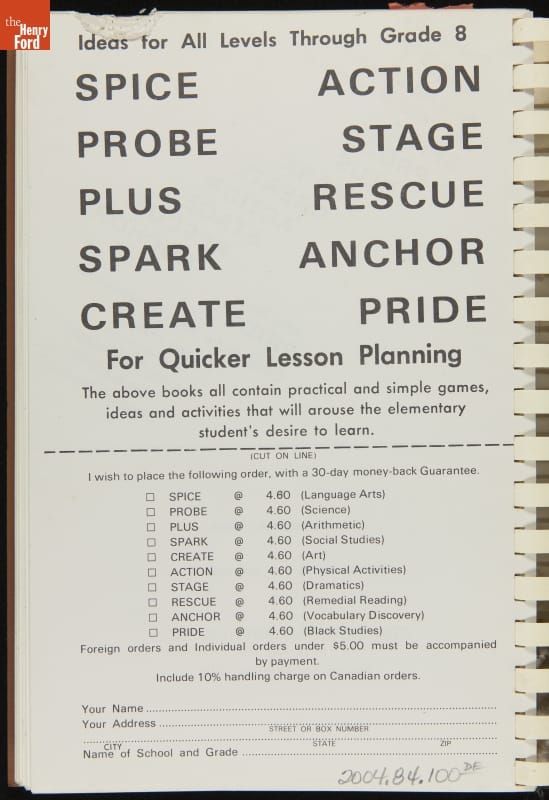 the
Henry
Ford
Ideas for All Levels Through Grade 8
SPICE ACTION
PROBE STAGE
PLUS RESCUE
SPARK ANCHOR
CREATE PRIDE
For Quicker Lesson Planning
The above books all contain practical and simple games,
ideas and activities that will arouse the elementary
student's desire to learn.
(CUT ON LINE)
I wish to place the following order, with a 30-day money-back Guarantee.
☐ SPICE @ 4.60 (Language Arts)
☐ PROBE @ 4.60 (Science)
☐ PLUS @ 4.60 (Arithmetic)
☐ SPARK @ 4.60 (Social Studies)
☐ CREATE @ 4.60 (Art)
☐ ACTION @ 4.60 (Physical Activities)
☐ STAGE @ 4.60 (Dramatics)
☐ RESCUE @ 4.60 (Remedial Reading)
☐ ANCHOR @ 4.60 (Vocabulary Discovery)
☐ PRIDE @ 4.60 (Black Studies)
Foreign orders and Individual orders under $5.00 must be accompanied
by payment.
Include 10% handling charge on Canadian orders.
Your Name
Your Address
STREET OR BOX NUMBER
CITY STATE ZIP
Name of School and Grade
2004.84.100 DE